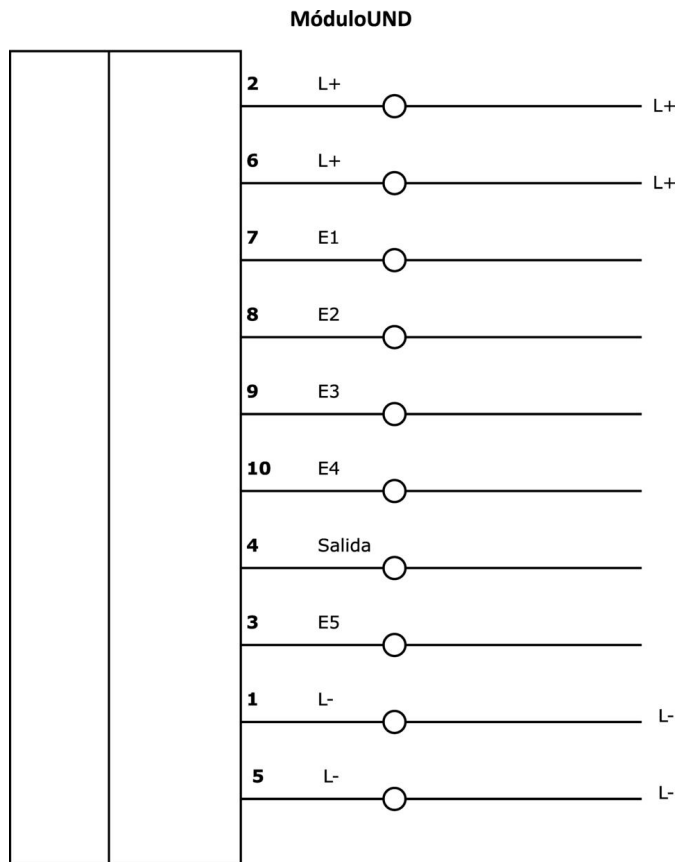 MóduloUND
2 L+
L+
6 L+
L+
7 E1
8 E2
9 E3
10 E4
4 Salida
3 E5
1 L-
L-
5 L-
L-